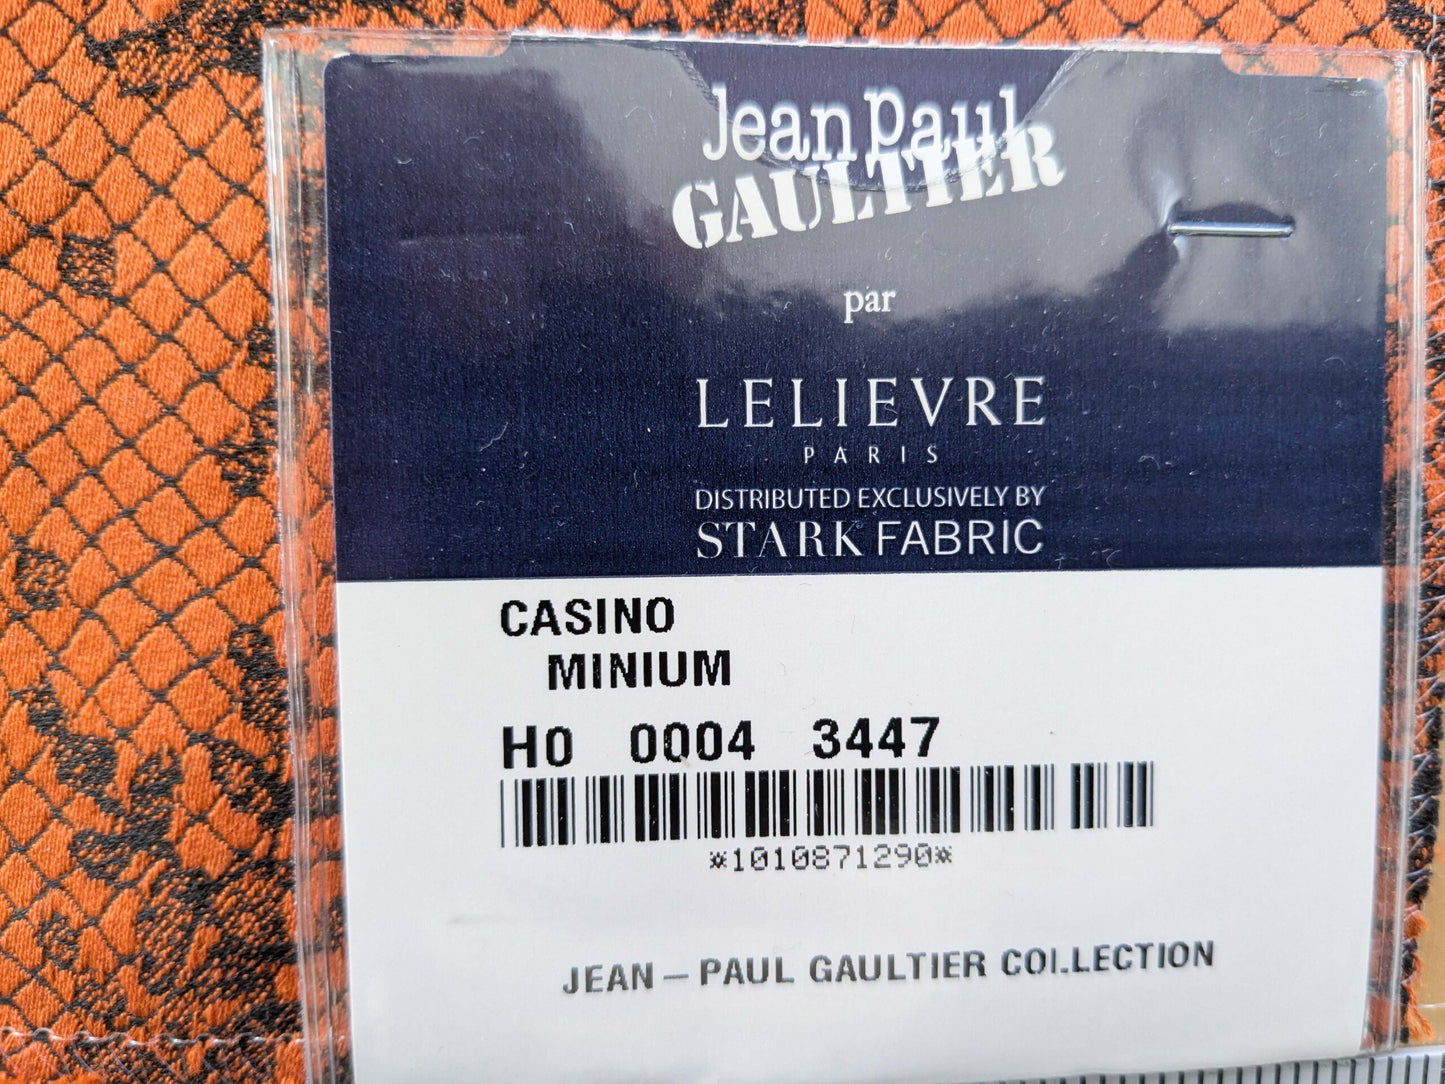 Jean Paul
GAULTIER
par
LELIEVRE
PARIS
DISTRIBUTED EXCLUSIVELY BY
STARK FABRIC
CASINO
MINIUM
H0 0004 3447
*1010871290*
JEAN – PAUL GAULTIER COLLECTION